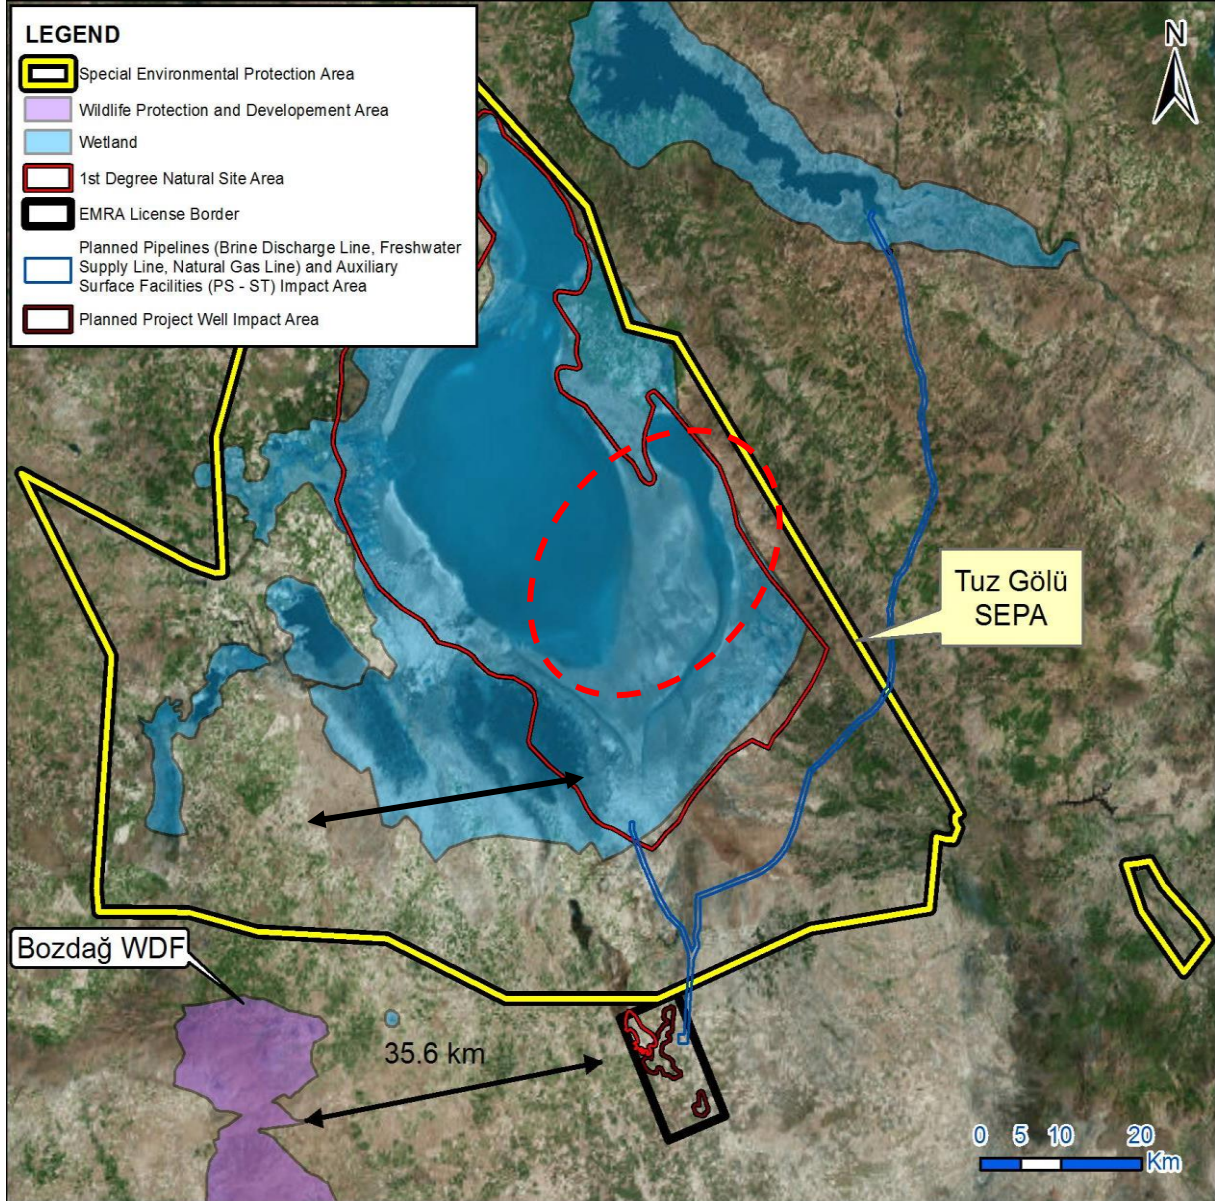 LEGEND
Special Environmental Protection Area
Wildlife Protection and Developement Area
Wetland
1st Degree Natural Site Area
EMRA License Border
Planned Pipelines (Brine Discharge Line, Freshwater
Supply Line, Natural Gas Line) and Auxiliary
Surface Facilities (PS - ST) Impact Area
Planned Project Well Impact Area
N
Tuz Gölü
SEPA
Bozdağ WDF
35.6 km
0 5 10 20
Km